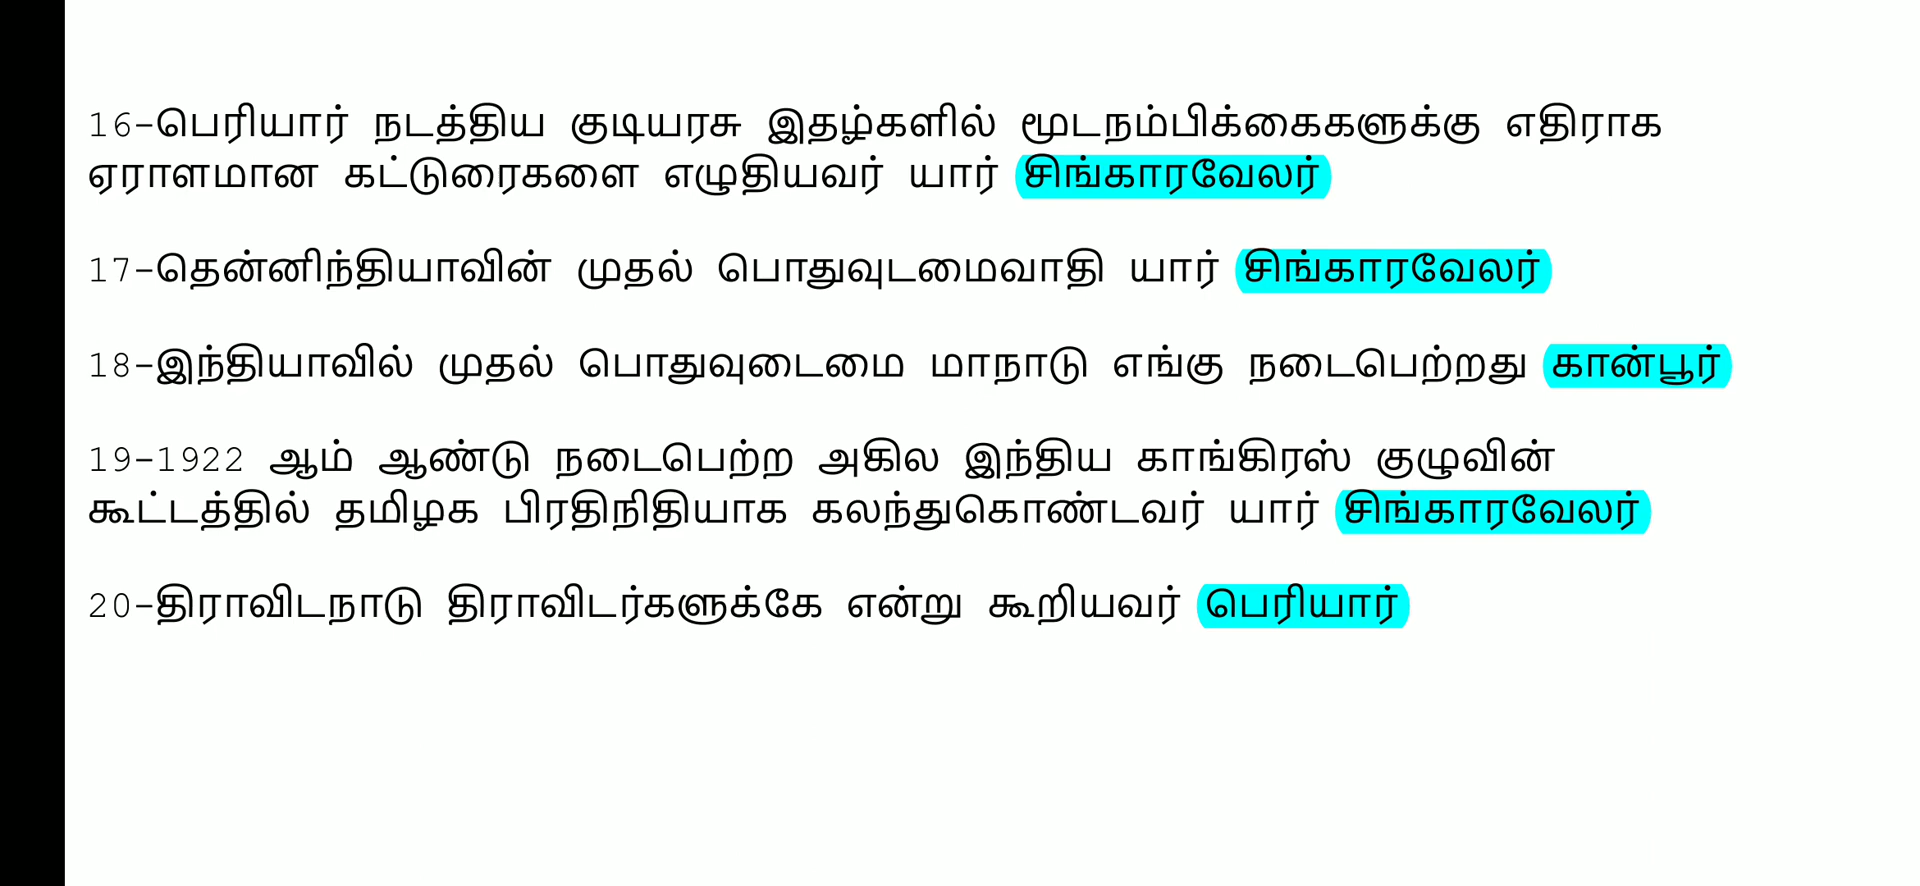 16-பெரியார் நடத்திய குடியரசு இதழ்களில் மூடநம்பிக்கைகளுக்கு எதிராக
ஏராளமான கட்டுரைகளை எழுதியவர் யார் சிங்காரவேலர்
17-தென்னிந்தியாவின் முதல் பொதுவுடமைவாதி யார் சிங்காரவேலர்
18-இந்தியாவில் முதல் பொதுவுடைமை மாநாடு எங்கு நடைபெற்றது கான்பூர்
19-1922 ஆம் ஆண்டு நடைபெற்ற அகில இந்திய காங்கிரஸ் குழுவின்
கூட்டத்தில் தமிழக பிரதிநிதியாக கலந்துகொண்டவர் யார் சிங்காரவேலர்
20-திராவிடநாடு திராவிடர்களுக்கே என்று கூறியவர் பெரியார்